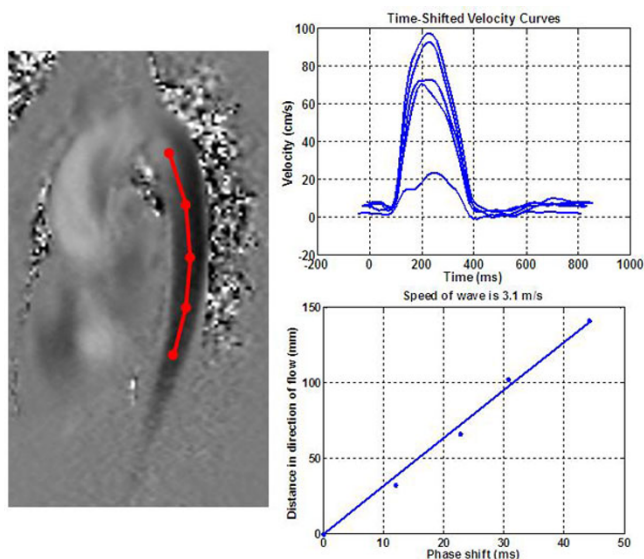 Time-Shifted Velocity Curves
Velocity (cm/s)
100
80
60
40
20
0
-20
-200 0 200 400 600 800 1000
Time (ms)
Speed of wave is 3.1 m/s
Distance in direction of flow (mm)
150
100
50
0
0 10 20 30 40 50
Phase shift (ms)